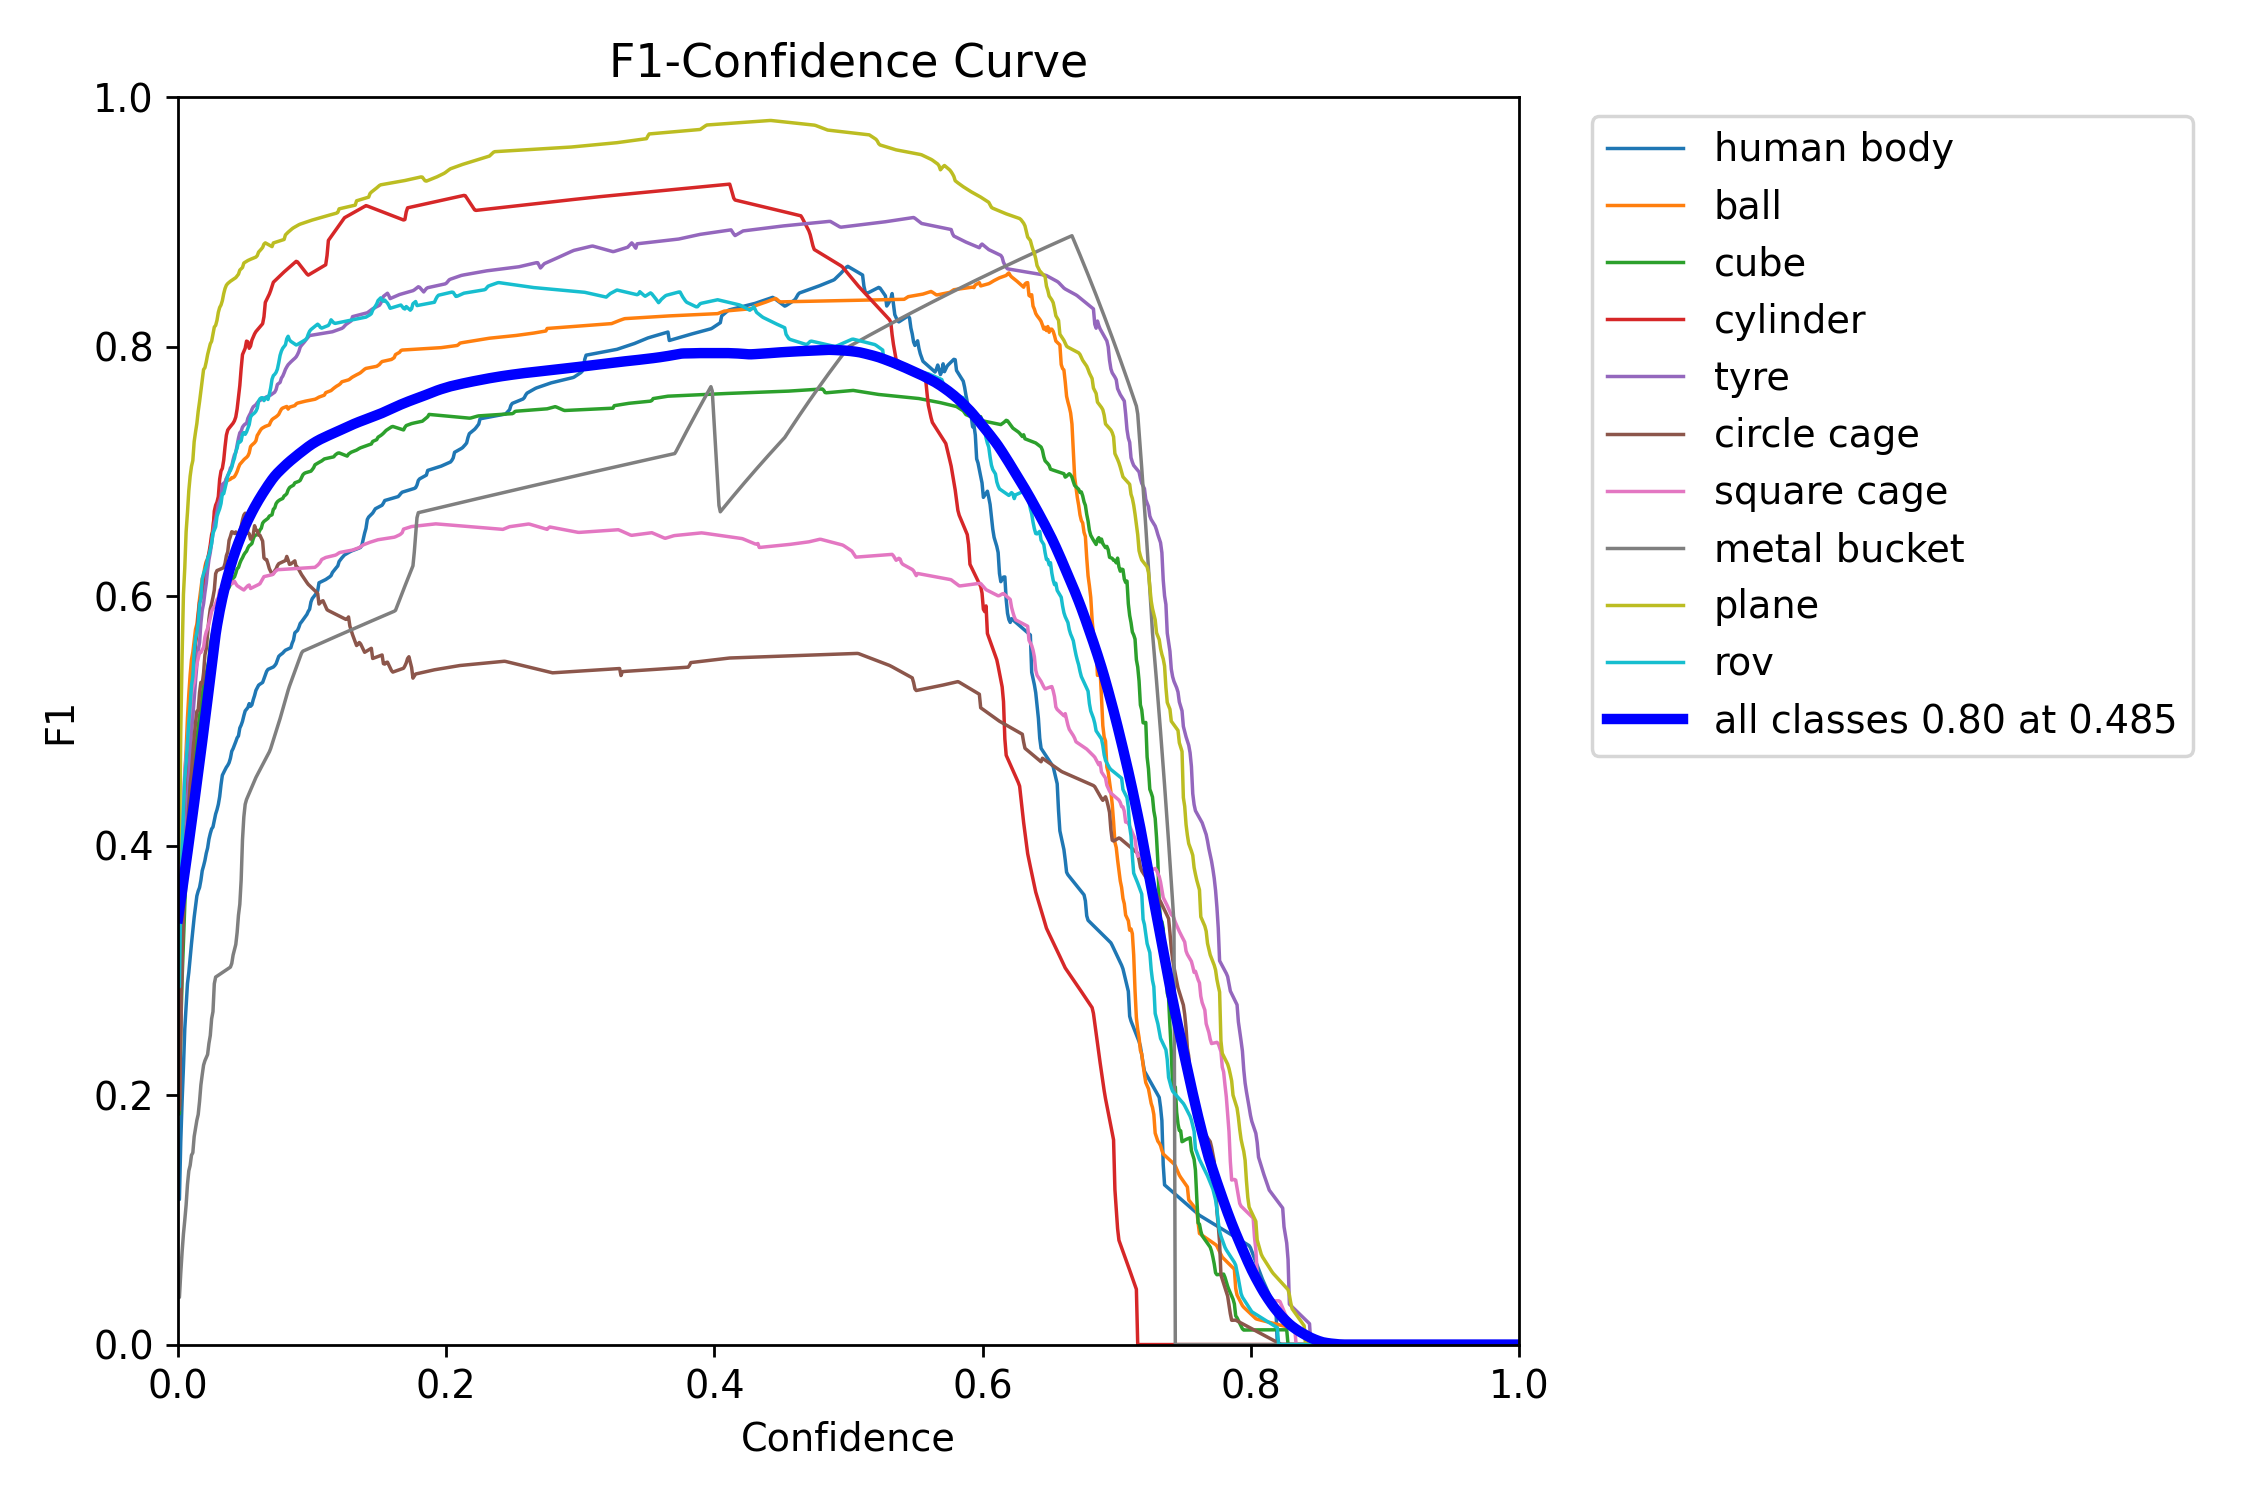 F1-Confidence Curve
1.0
0.8
0.6
0.4
0.2
0.0
F1
0.0 0.2 0.4 0.6 0.8 1.0
Confidence
human body
ball
cube
cylinder
tyre
circle cage
square cage
metal bucket
plane
rov
all classes 0.80 at 0.485